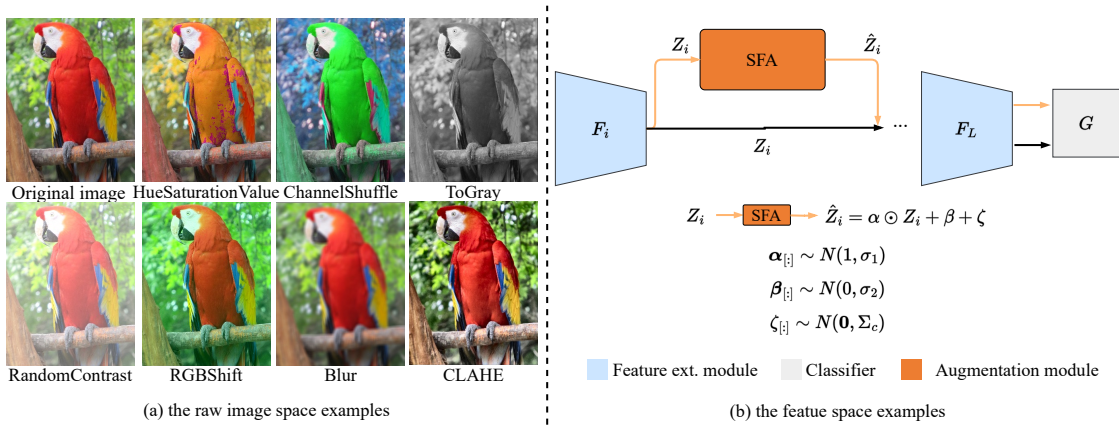 Original image HueSaturationValue ChannelShuffle ToGray
RandomContrast RGBShift Blur CLAHE
(a) the raw image space examples
Z_i SFA Ẑ_i
F_i Z_i ... F_L G
Z_i SFA Ẑ_i = α ⊙ Z_i + β + ζ
α_[:] ~ N(1, σ_1)
β_[:] ~ N(0, σ_2)
ζ_[:] ~ N(0, Σ_c)
Feature ext. module Classifier Augmentation module
(b) the featue space examples